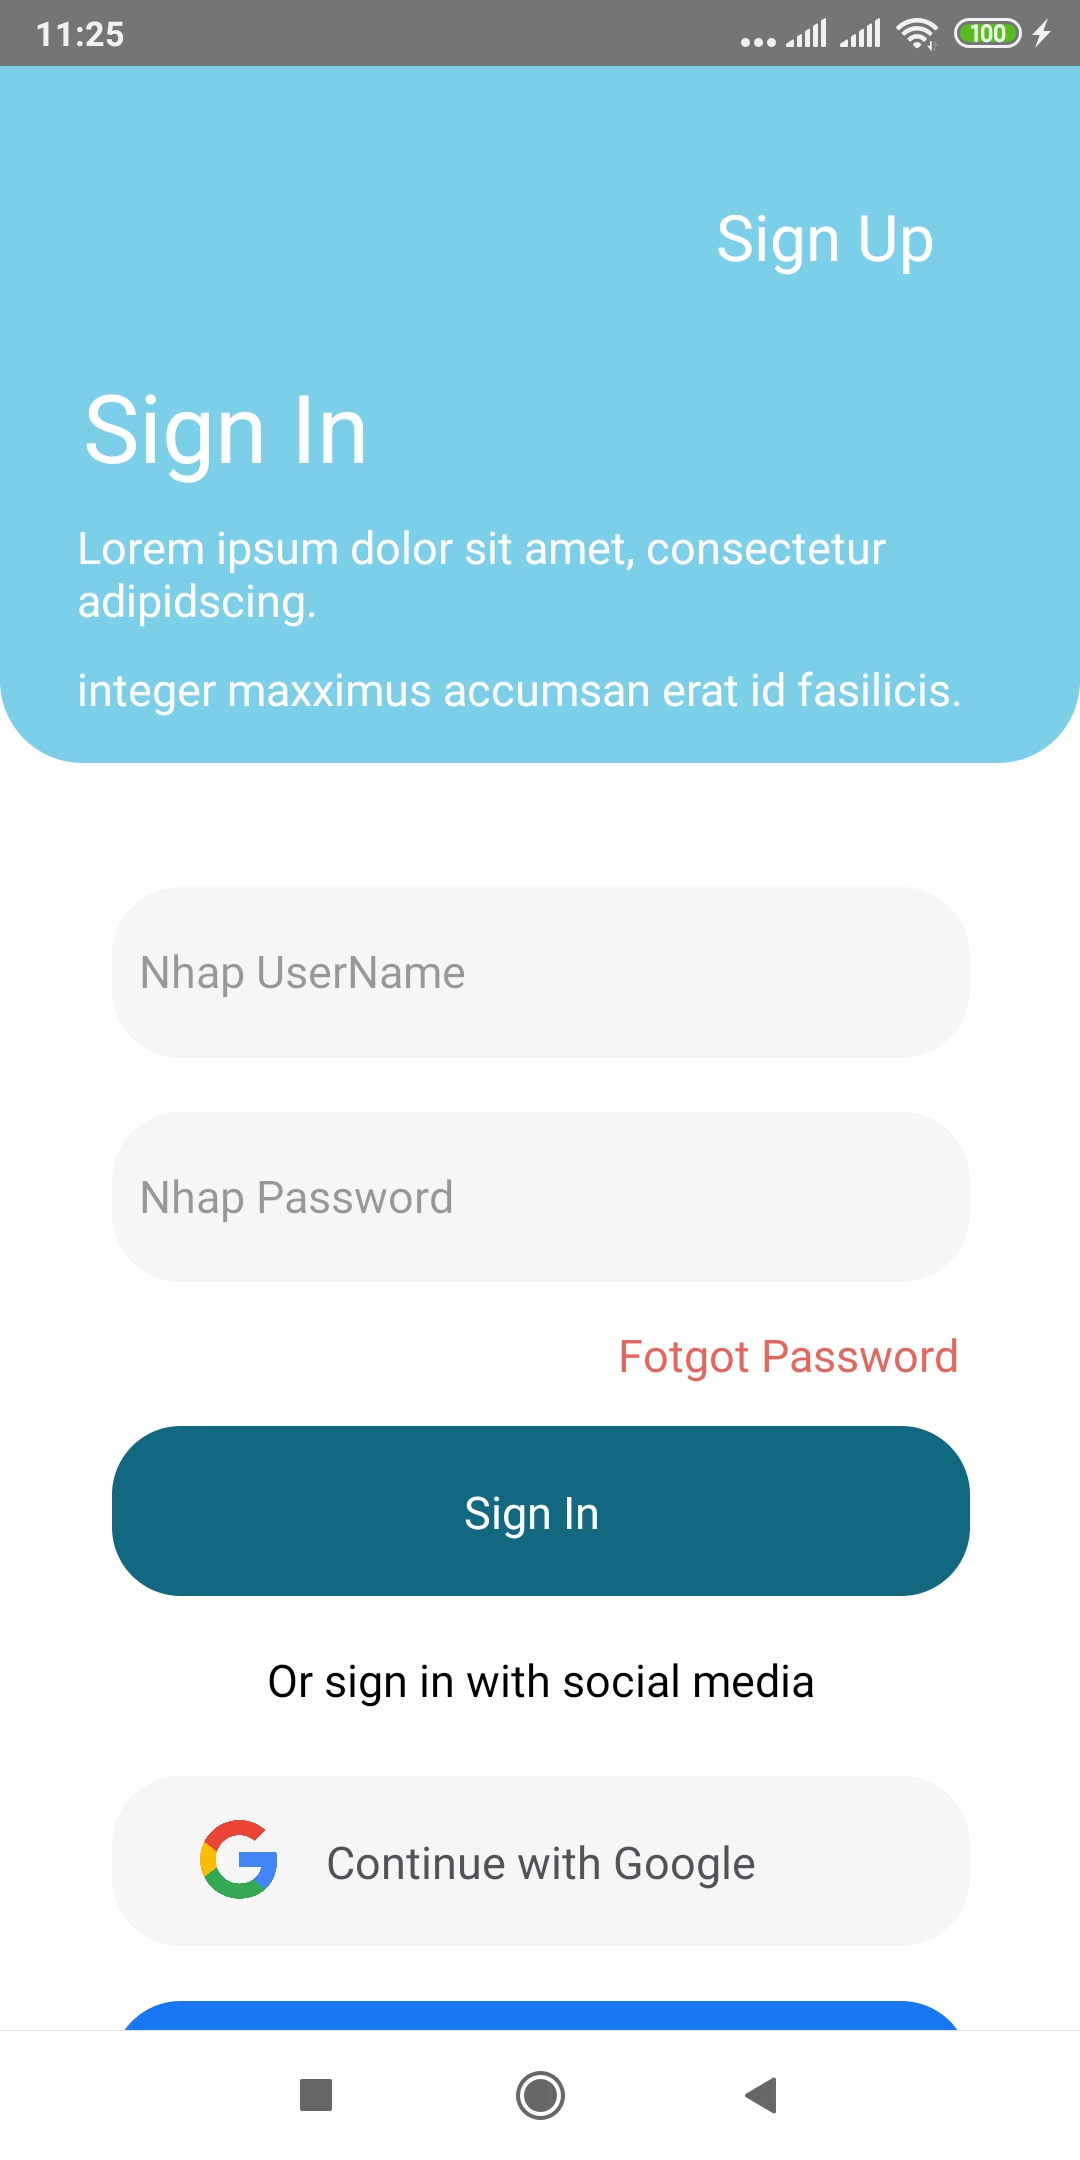 11:25
100
Sign Up
Sign In
Lorem ipsum dolor sit amet, consectetur
adipidscing.
integer maxximus accumsan erat id fasilicis.
Nhap UserName
Nhap Password
Fotgot Password
Sign In
Or sign in with social media
Continue with Google